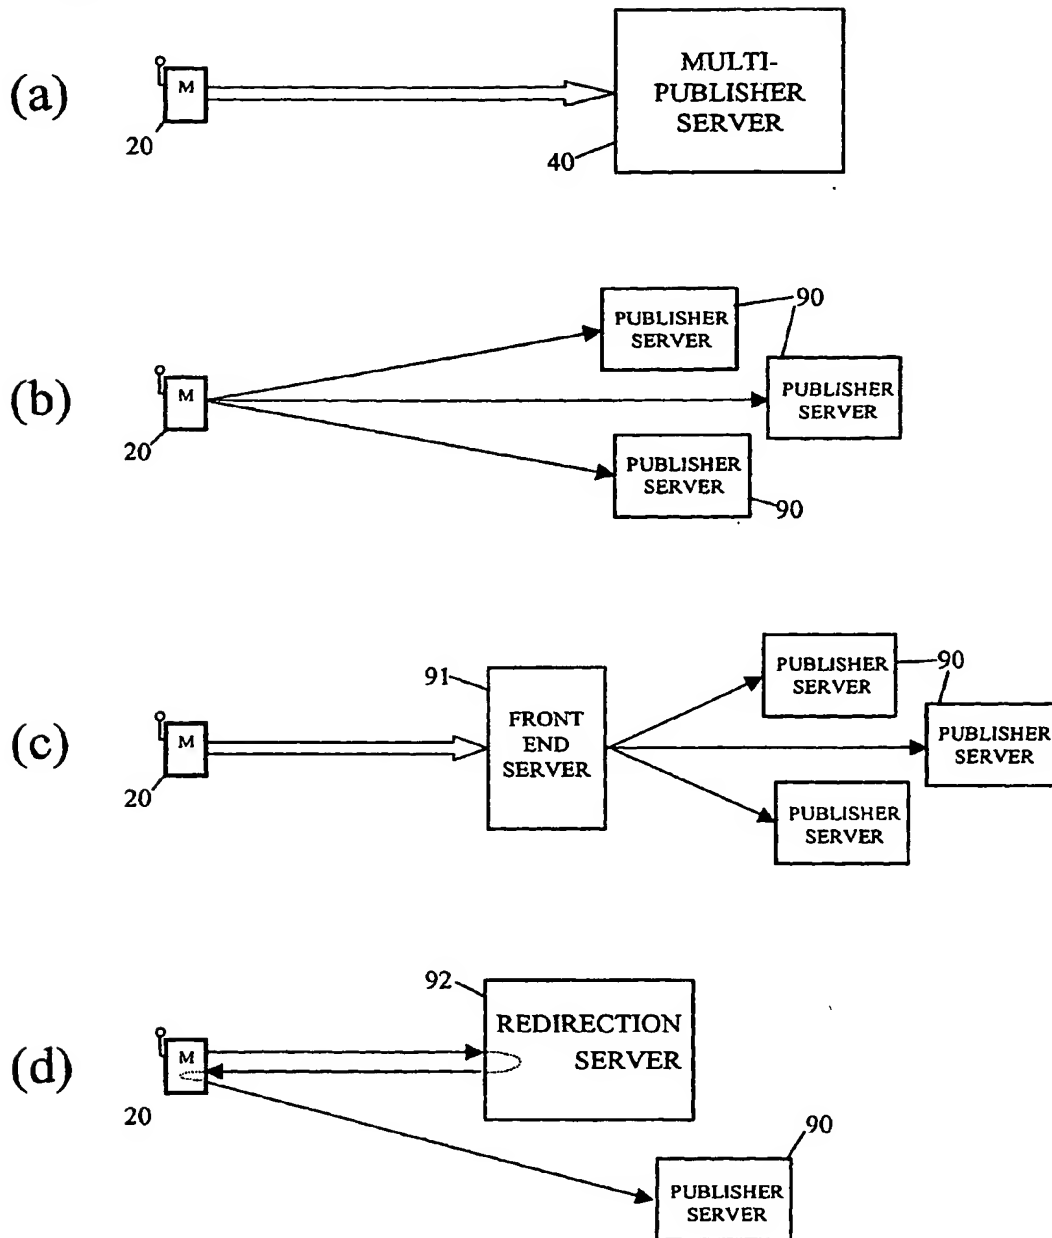 (a)
M
20
MULTI-
PUBLISHER
SERVER
40
(b)
M
20
PUBLISHER
SERVER
90
PUBLISHER
SERVER
PUBLISHER
SERVER
90
(c)
M
20
91
FRONT
END
SERVER
PUBLISHER
SERVER
90
PUBLISHER
SERVER
PUBLISHER
SERVER
(d)
M
20
92
REDIRECTION
SERVER
90
PUBLISHER
SERVER